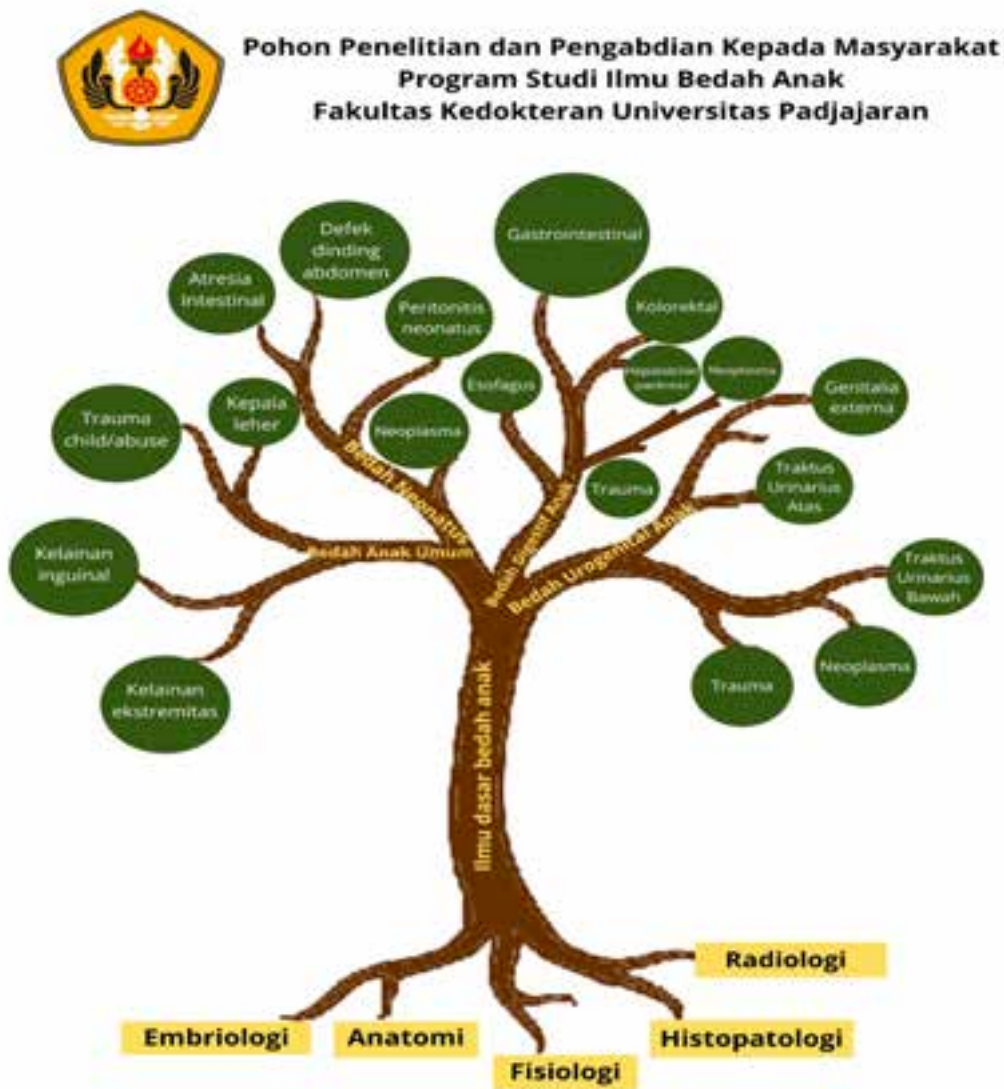 Pohon Penelitian dan Pengabdian Kepada Masyarakat
Program Studi Ilmu Bedah Anak
Fakultas Kedokteran Universitas Padjajaran
Defek
dinding
abdomen
Gastrointestinal
Atresia
Intestinal
Peritonitis
neonatus
Kolorektal
Neoplasma
Esofagus
Genitalia
externa
Trauma
child/abuse
Kepala
leher
Neoplasma
Trauma
Traktus
Urinarius
Atas
Bedah Neonatus
Bedah Digestif Anak
Bedah Urogenital Anak
Bedah Anak Umum
Kelainan
inguinal
Traktus
Urinarius
Bawah
Kelainan
ekstremitas
Trauma
Neoplasma
Ilmu dasar bedah anak
Radiologi
Embriologi
Anatomi
Histopatologi
Fisiologi